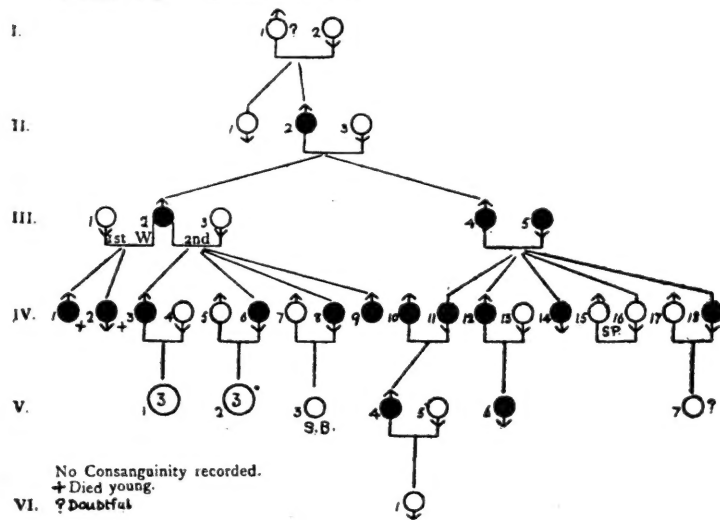 I.
1 ? 2
II.
1 2 3
III.
1 2 3 4 5
1st W 2nd
IV. 1 + 2 + 3 4 5 6 7 8 9 10 11 12 13 14 15 16 17 18
S.P.
3 3
V. 1 2 3 4 5 6 7 ?
S.B.
No Consanguinity recorded.
+ Died young.
VI. ? Doubtful
1